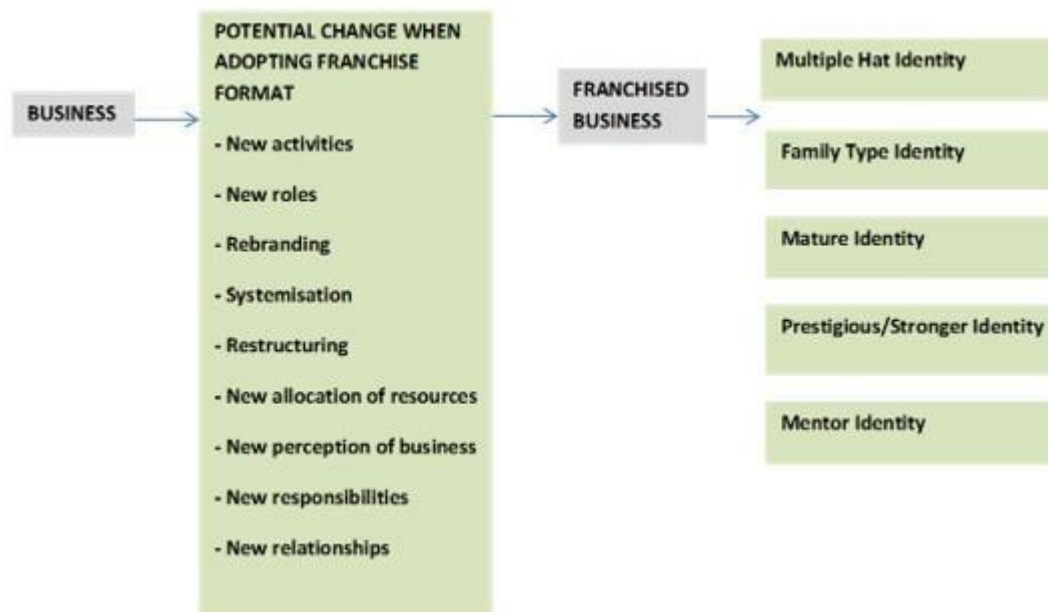 BUSINESS
POTENTIAL CHANGE WHEN
ADOPTING FRANCHISE
FORMAT
- New activities
- New roles
- Rebranding
- Systemisation
- Restructuring
- New allocation of resources
- New perception of business
- New responsibilities
- New relationships
FRANCHISED
BUSINESS
Multiple Hat Identity
Family Type Identity
Mature Identity
Prestigious/Stronger Identity
Mentor Identity